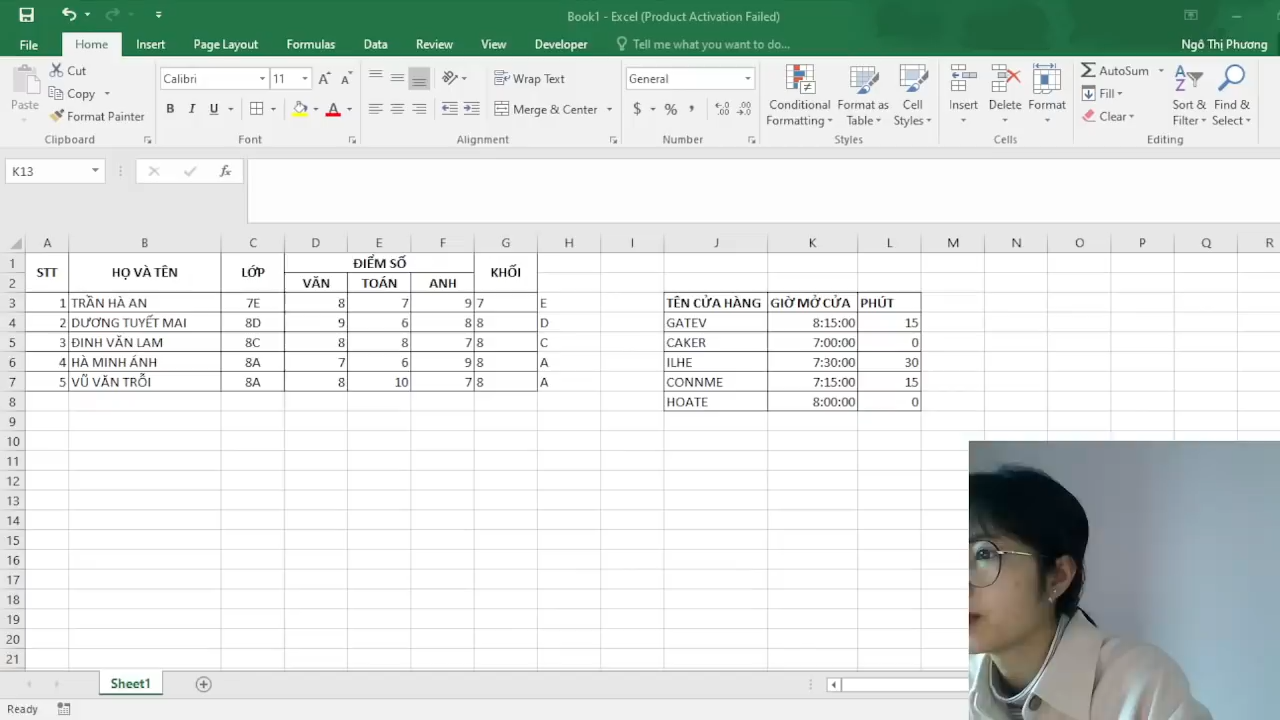 Book1 - Excel (Product Activation Failed)
File Home Insert Page Layout Formulas Data Review View Developer Tell me what you want to do... Ngô Thị Phương
Paste Cut Copy Format Painter Clipboard
Calibri 11 B I U Font
Wrap Text Merge & Center Alignment
General $ % Number
Conditional Formatting Format as Table Cell Styles Styles
Insert Delete Format Cells
AutoSum Fill Clear Sort & Filter Find & Select Editing
K13 fx
A B C D E F G H I J K L M N O P Q R
1 STT HỌ VÀ TÊN LỚP ĐIỂM SỐ KHỐI
2 VĂN TOÁN ANH
3 1 TRẦN HÀ AN 7E 8 7 9 7 E TÊN CỬA HÀNG GIỜ MỞ CỬA PHÚT
4 2 DƯƠNG TUYẾT MAI 8D 9 6 8 8 D GATEV 8:15:00 15
5 3 ĐINH VĂN LAM 8C 8 8 7 8 C CAKER 7:00:00 0
6 4 HÀ MINH ÁNH 8A 7 6 9 8 A ILHE 7:30:00 30
7 5 VŨ VĂN TRỖI 8A 8 10 7 8 A CONNME 7:15:00 15
8 HOATE 8:00:00 0
9
10
11
12
13
14
15
16
17
18
19
20
21
Sheet1
Ready